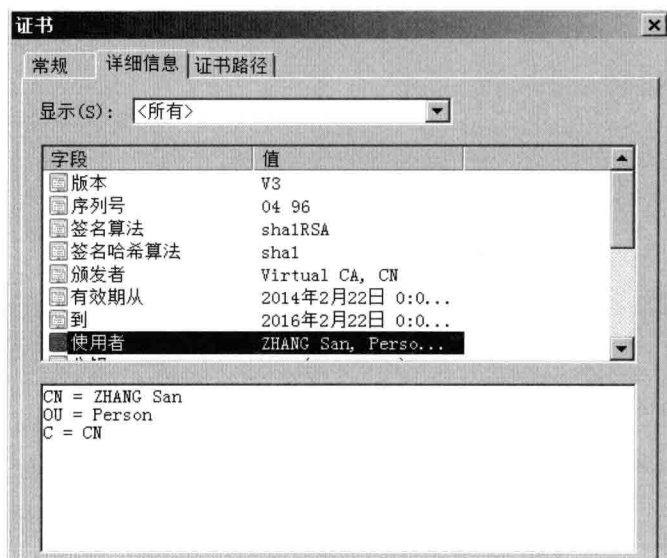 证书
常规 详细信息 证书路径
显示(S): <所有>
字段 值
版本 V3
序列号 04 96
签名算法 sha1RSA
签名哈希算法 sha1
颁发者 Virtual CA, CN
有效期从 2014年2月22日 0:0...
到 2016年2月22日 0:0...
使用者 ZHANG San, Perso...
CN = ZHANG San
OU = Person
C = CN